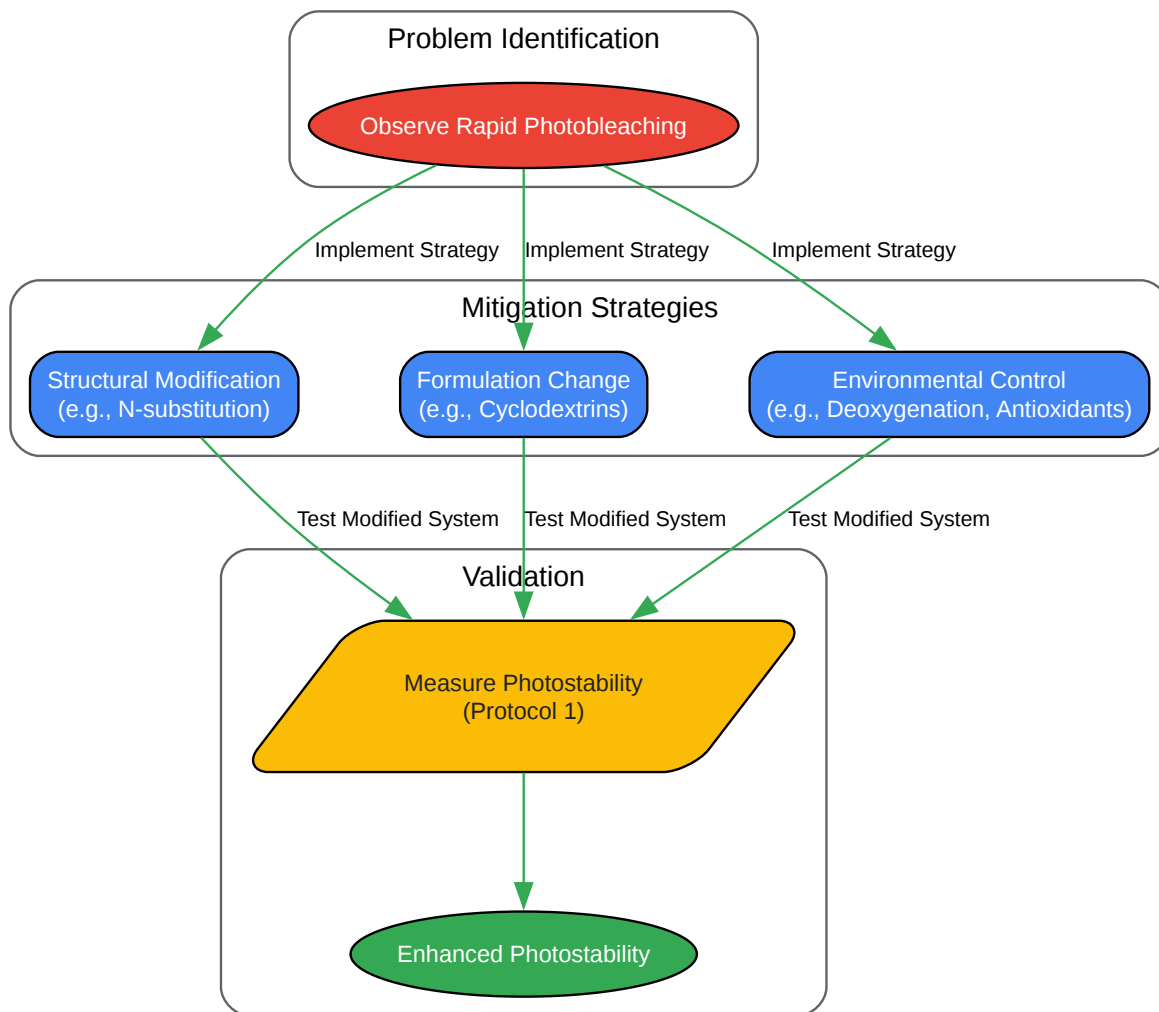 Problem Identification
Observe Rapid Photobleaching
Implement Strategy
Implement Strategy
Implement Strategy
Mitigation Strategies
Structural Modification
(e.g., N-substitution)
Formulation Change
(e.g., Cyclodextrins)
Environmental Control
(e.g., Deoxygenation, Antioxidants)
Test Modified System
Test Modified System
Test Modified System
Validation
Measure Photostability
(Protocol 1)
Enhanced Photostability